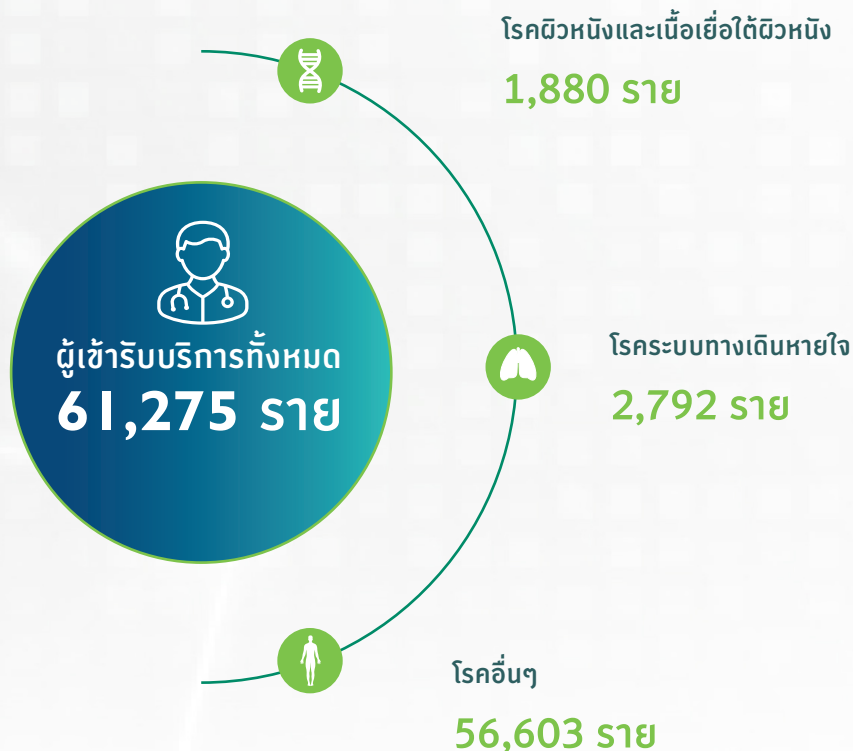 โรคผิวหนังและเนื้อเยื่อใต้ผิวหนัง
1,880 ราย
ผู้เข้ารับบริการทั้งหมด
61,275 ราย
โรคระบบทางเดินหายใจ
2,792 ราย
โรคอื่นๆ
56,603 ราย